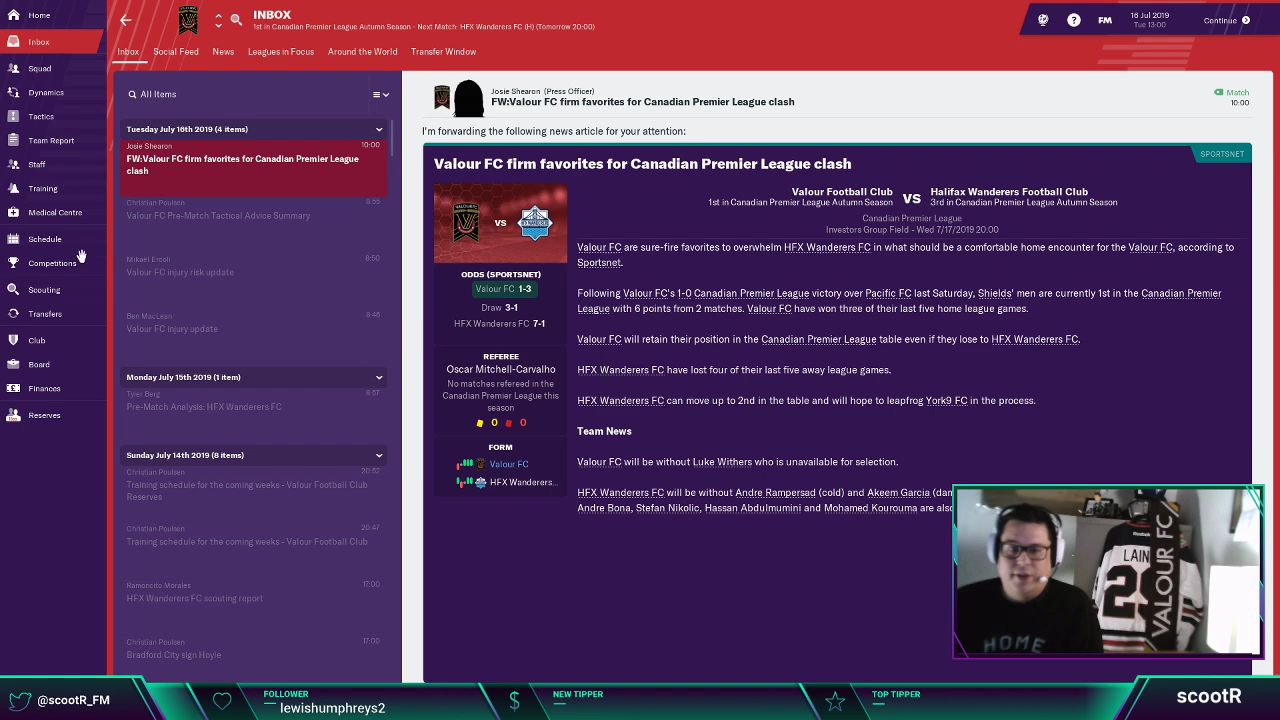 Home
Inbox
Squad
Dynamics
Tactics
Team Report
Staff
Training
Medical Centre
Schedule
Competitions
Scouting
Transfers
Club
Board
Finances
Reserves
INBOX
1st in Canadian Premier League Autumn Season - Next Match: HFX Wanderers FC (H) (Tomorrow 20:00)
FM
16 Jul 2019
Tue 13:00
Continue
Inbox Social Feed News Leagues in Focus Around the World Transfer Window
All Items
Tuesday July 16th 2019 (4 items)
Josie Shearon 10:00
FW:Valour FC firm favorites for Canadian Premier League
clash
Christian Poulsen 8:55
Valour FC Pre-Match Tactical Advice Summary
Mikael Ercoli 8:50
Valour FC injury risk update
Ben MacLean 8:46
Valour FC injury update
Monday July 15th 2019 (1 item)
Tyler Berg 8:57
Pre-Match Analysis: HFX Wanderers FC
Sunday July 14th 2019 (8 items)
Christian Poulsen 20:52
Training schedule for the coming weeks - Valour Football Club
Reserves
Christian Poulsen 20:47
Training schedule for the coming weeks - Valour Football Club
Ramoncito Morales 17:00
HFX Wanderers FC scouting report
Christian Poulsen 17:00
Bradford City sign Hoyle
Josie Shearon (Press Officer)
FW:Valour FC firm favorites for Canadian Premier League clash
Match
10:00
I'm forwarding the following news article for your attention:
Valour FC firm favorites for Canadian Premier League clash
SPORTSNET
VS
ODDS (SPORTSNET)
Valour FC 1-3
Draw 3-1
HFX Wanderers FC 7-1
REFEREE
Oscar Mitchell-Carvalho
No matches refereed in the
Canadian Premier League this
season
0 0
FORM
Valour FC
HFX Wanderers...
Valour Football Club VS Halifax Wanderers Football Club
1st in Canadian Premier League Autumn Season 3rd in Canadian Premier League Autumn Season
Canadian Premier League
Investors Group Field - Wed 7/17/2019 20:00
Valour FC are sure-fire favorites to overwhelm HFX Wanderers FC in what should be a comfortable home encounter for the Valour FC, according to
Sportsnet.
Following Valour FC's 1-0 Canadian Premier League victory over Pacific FC last Saturday, Shields' men are currently 1st in the Canadian Premier
League with 6 points from 2 matches. Valour FC have won three of their last five home league games.
Valour FC will retain their position in the Canadian Premier League table even if they lose to HFX Wanderers FC.
HFX Wanderers FC have lost four of their last five away league games.
HFX Wanderers FC can move up to 2nd in the table and will hope to leapfrog York9 FC in the process.
Team News
Valour FC will be without Luke Withers who is unavailable for selection.
HFX Wanderers FC will be without Andre Rampersad (cold) and Akeem Garcia (dam
Andre Bona, Stefan Nikolic, Hassan Abdulmumini and Mohamed Kourouma are also
LAIN
2
VALOUR FC
HOME
@scootR_FM
FOLLOWER
lewishumphreys2
NEW TIPPER
TOP TIPPER
scootR